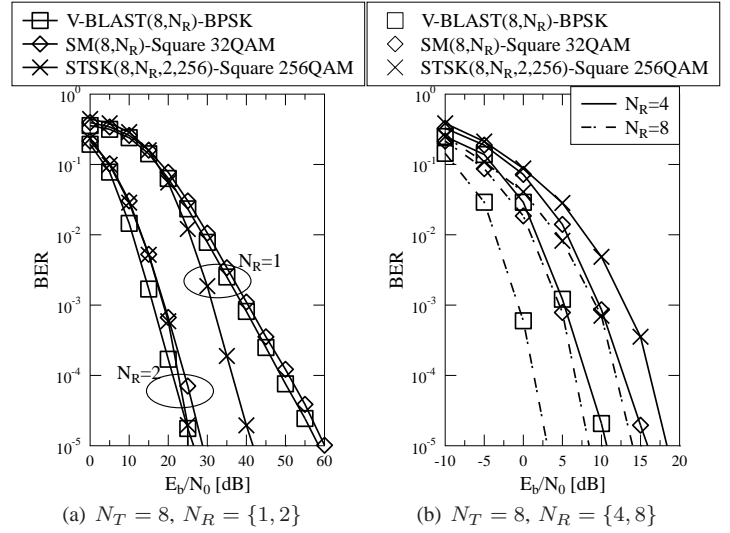 V-BLAST(8,N_R)-BPSK
SM(8,N_R)-Square 32QAM
STSK(8,N_R,2,256)-Square 256QAM
V-BLAST(8,N_R)-BPSK
SM(8,N_R)-Square 32QAM
STSK(8,N_R,2,256)-Square 256QAM
10^0
10^-1
10^-2
10^-3
10^-4
10^-5
BER
N_R=1
N_R=2
0 10 20 30 40 50 60
E_b/N_0 [dB]
(a) N_T = 8, N_R = {1, 2}
10^0
10^-1
10^-2
10^-3
10^-4
10^-5
BER
N_R=4
N_R=8
-10 -5 0 5 10 15 20
E_b/N_0 [dB]
(b) N_T = 8, N_R = {4, 8}